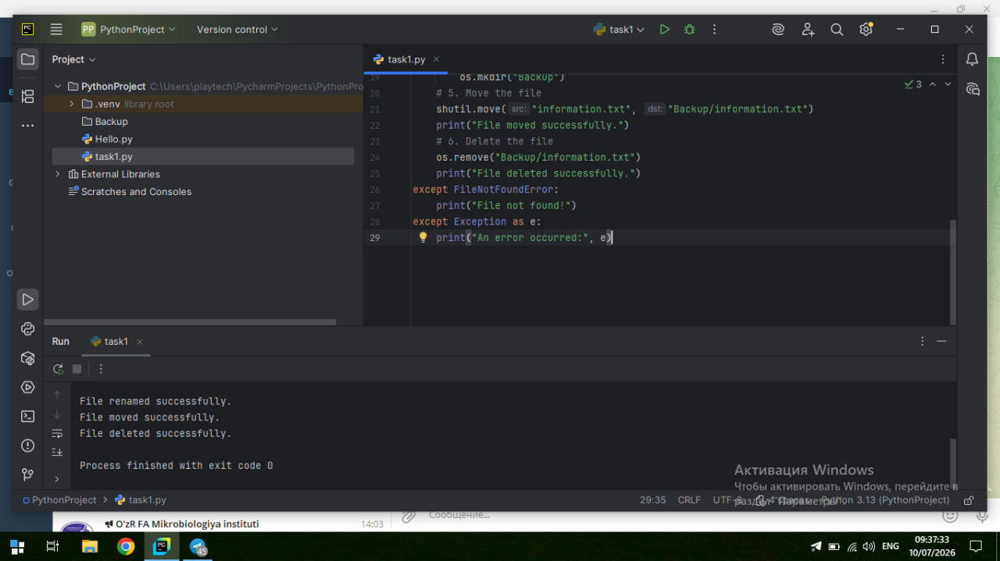 PP PythonProject Version control task1
Project
task1.py
PythonProject C:\Users\playtech\PycharmProjects\PythonPro
.venv library root
Backup
Hello.py
task1.py
External Libraries
Scratches and Consoles
3
19 os.mkdir("Backup")
20 # 5. Move the file
21 shutil.move( src: "information.txt", dst: "Backup/information.txt")
22 print("File moved successfully.")
23 # 6. Delete the file
24 os.remove("Backup/information.txt")
25 print("File deleted successfully.")
26 except FileNotFoundError:
27 print("File not found!")
28 except Exception as e:
29 print("An error occurred:", e)
Run task1
File renamed successfully.
File moved successfully.
File deleted successfully.
Process finished with exit code 0
Активация Windows
Чтобы активировать Windows, перейдите в
раздел "Параметры".
PythonProject task1.py 29:35 CRLF UTF-8 4 spaces Python 3.13 (PythonProject)
O'zR FA Mikrobiologiya instituti 14:03 Сообщение...
PC 45 ENG 09:37:33
10/07/2026